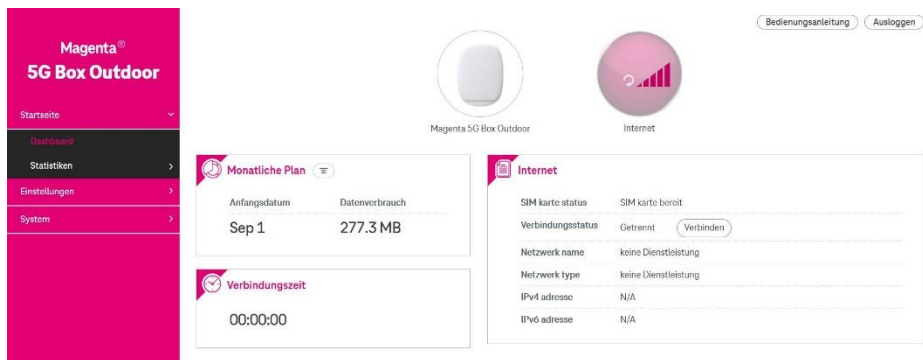 Bedienungsanleitung
Ausloggen
Magenta®
5G Box Outdoor
Startseite
Dashboard
Statistiken
Einstellungen
System
Magenta 5G Box Outdoor
Internet
Monatliche Plan
Anfangsdatum Datenverbrauch
Sep 1 277.3 MB
Verbindungszeit
00:00:00
Internet
SIM karte status SIM karte bereit
Verbindungsstatus Getrennt Verbinden
Netzwerk name keine Dienstleistung
Netzwerk type keine Dienstleistung
IPv4 adresse N/A
IPv6 adresse N/A